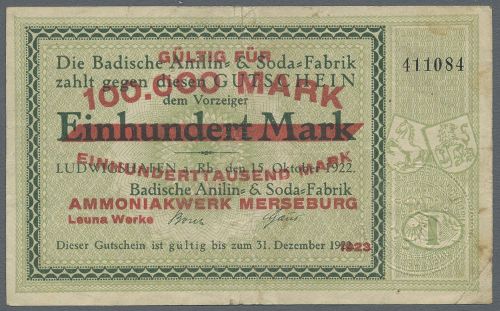 Die Badische Anilin- & Soda-Fabrik
GÜLTIG FÜR
zahlt gegen diesen GUTSCHEIN
411084
100.000 MARK
dem Vorzeiger
Einhundert Mark
EINHUNDERTTAUSEND MARK
LUDWIGSHAFEN a. Rh., den 15. Oktober 1922.
Badische Anilin- & Soda-Fabrik
AMMONIAKWERK MERSEBURG
Leuna Werke
Dieser Gutschein ist gültig bis zum 31. Dezember 1922.
1923
1